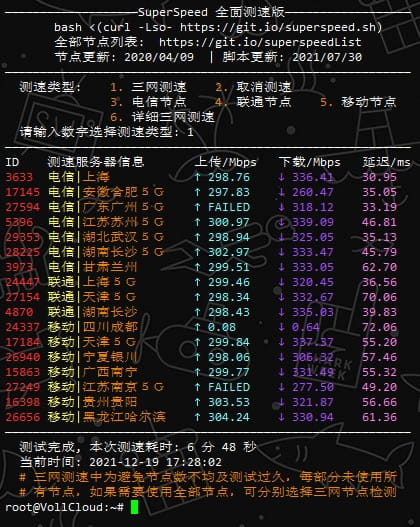 SuperSpeed 全面测速版
bash <(curl -Lso- https://git.io/superspeed.sh)
全部节点列表: https://git.io/superspeedList
节点更新: 2020/04/09 | 脚本更新: 2021/07/30
测速类型: 1. 三网测速 2. 取消测速
3. 电信节点 4. 联通节点 5. 移动节点
6. 详细三网测速
请输入数字选择测速类型: 1
ID 测速服务器信息 上传/Mbps 下载/Mbps 延迟/ms
3633 电信|上海 ↑ 298.76 ↓ 336.41 30.95
17145 电信|安徽合肥５Ｇ ↑ 297.83 ↓ 260.47 35.05
27594 电信|广东广州５Ｇ ↑ FAILED ↓ 318.12 33.19
5396 电信|江苏苏州５Ｇ ↑ 300.97 ↓ 339.09 46.81
29353 电信|湖北武汉５Ｇ ↑ 298.94 ↓ 325.05 35.13
28225 电信|湖南长沙５Ｇ ↑ 302.97 ↓ 333.47 45.79
3973 电信|甘肃兰州 ↑ 299.51 ↓ 333.05 62.70
24447 联通|上海５Ｇ ↑ 299.46 ↓ 320.45 36.56
27154 联通|天津５Ｇ ↑ 298.34 ↓ 332.67 70.06
4870 联通|湖南长沙 ↑ 298.43 ↓ 335.03 39.83
24337 移动|四川成都 ↑ 0.08 ↓ 0.64 72.06
17184 移动|天津５Ｇ ↑ 299.84 ↓ 337.37 55.20
26940 移动|宁夏银川 ↑ 298.06 ↓ 306.32 57.46
15863 移动|广西南宁 ↑ 299.77 ↓ 331.49 55.32
27249 移动|江苏南京５Ｇ ↑ FAILED ↓ 277.50 49.20
16398 移动|贵州贵阳 ↑ 303.53 ↓ 321.87 56.66
26656 移动|黑龙江哈尔滨 ↑ 304.24 ↓ 330.94 61.36
测试完成, 本次测速耗时: 6 分 48 秒
当前时间: 2021-12-19 17:28:02
# 三网测速中为避免节点数不均及测试过久，每部分未使用所
# 有节点，如果需要使用全部节点，可分别选择三网节点检测
root@VollCloud:~#